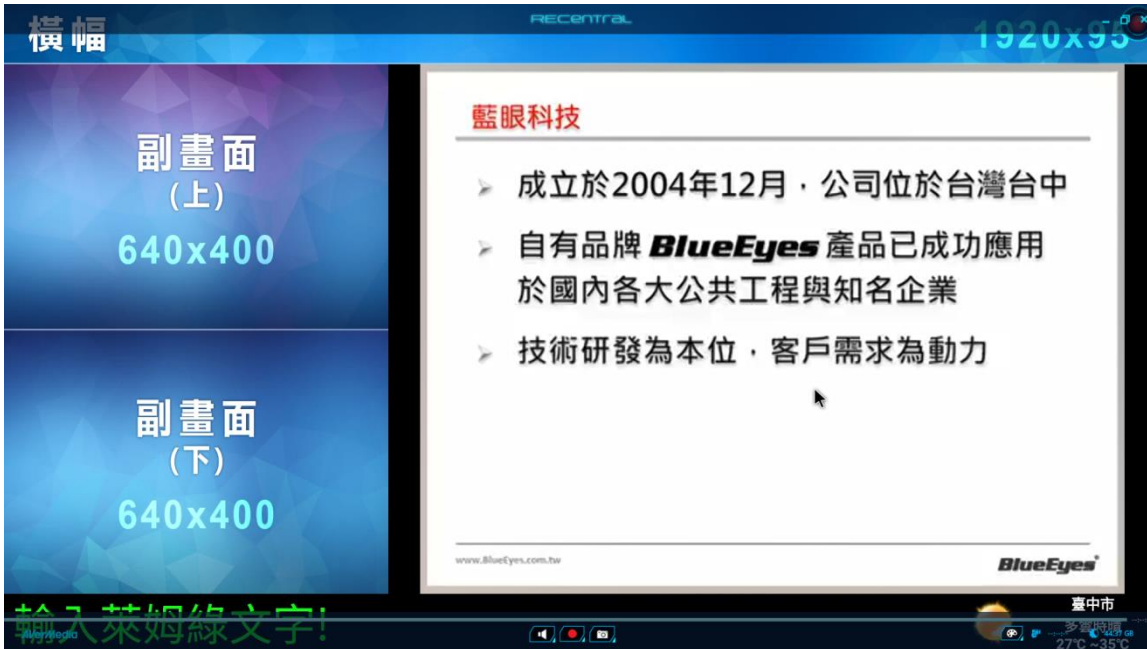 RECentral
橫幅
1920x95
副畫面
(上)
640x400
副畫面
(下)
640x400
藍眼科技
➢ 成立於2004年12月，公司位於台灣台中
➢ 自有品牌 BlueEyes 產品已成功應用
於國內各大公共工程與知名企業
➢ 技術研發為本位，客戶需求為動力
www.BlueEyes.com.tw
BlueEyes
輸入萊姆綠文字!
AVerMedia
臺中市
多雲時晴
27℃ ~35℃